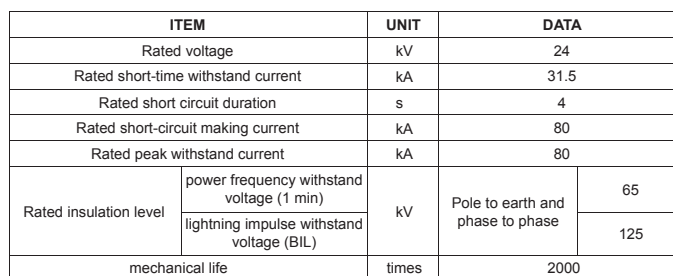 ITEM UNIT DATA
Rated voltage kV 24
Rated short-time withstand current kA 31.5
Rated short circuit duration s 4
Rated short-circuit making current kA 80
Rated peak withstand current kA 80
Rated insulation level
power frequency withstand
voltage (1 min)
lightning impulse withstand
voltage (BIL)
kV
Pole to earth and
phase to phase
65
125
mechanical life times 2000